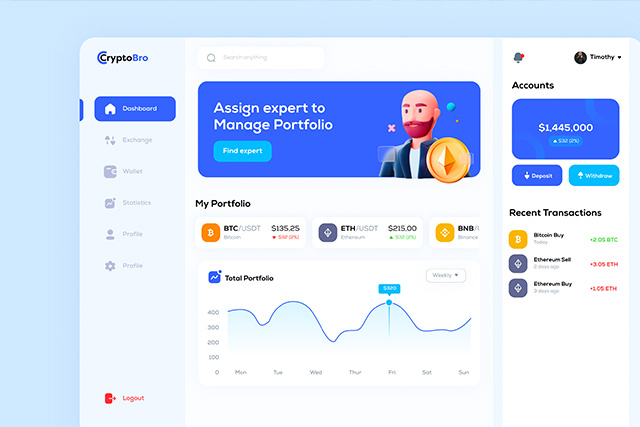 CryptoBro
Dashboard
Exchange
Wallet
Statistics
Profile
Profile
Logout
Search anything
Assign expert to
Manage Portfolio
Find expert
My Portfolio
BTC/USDT
Bitcoin
$135.25
$32 (2%)
ETH/USDT
Ethereum
$215.00
$32 (2%)
BNB/
Binance
Total Portfolio
Weekly
$320
400
300
200
100
0
Mon Tue Wed Thur Fri Sat Sun
Timothy
Accounts
$1,445,000
$32 (2%)
Deposit
Withdraw
Recent Transactions
Bitcoin Buy
Today
+2.05 BTC
Ethereum Sell
2 days ago
+3.05 ETH
Ethereum Buy
3 days ago
+1.05 ETH